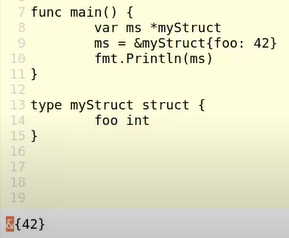 7 func main() {
8 var ms *myStruct
9 ms = &myStruct{foo: 42}
10 fmt.Println(ms)
11 }
12
13 type myStruct struct {
14 foo int
15 }
16
17
18
19
&{42}